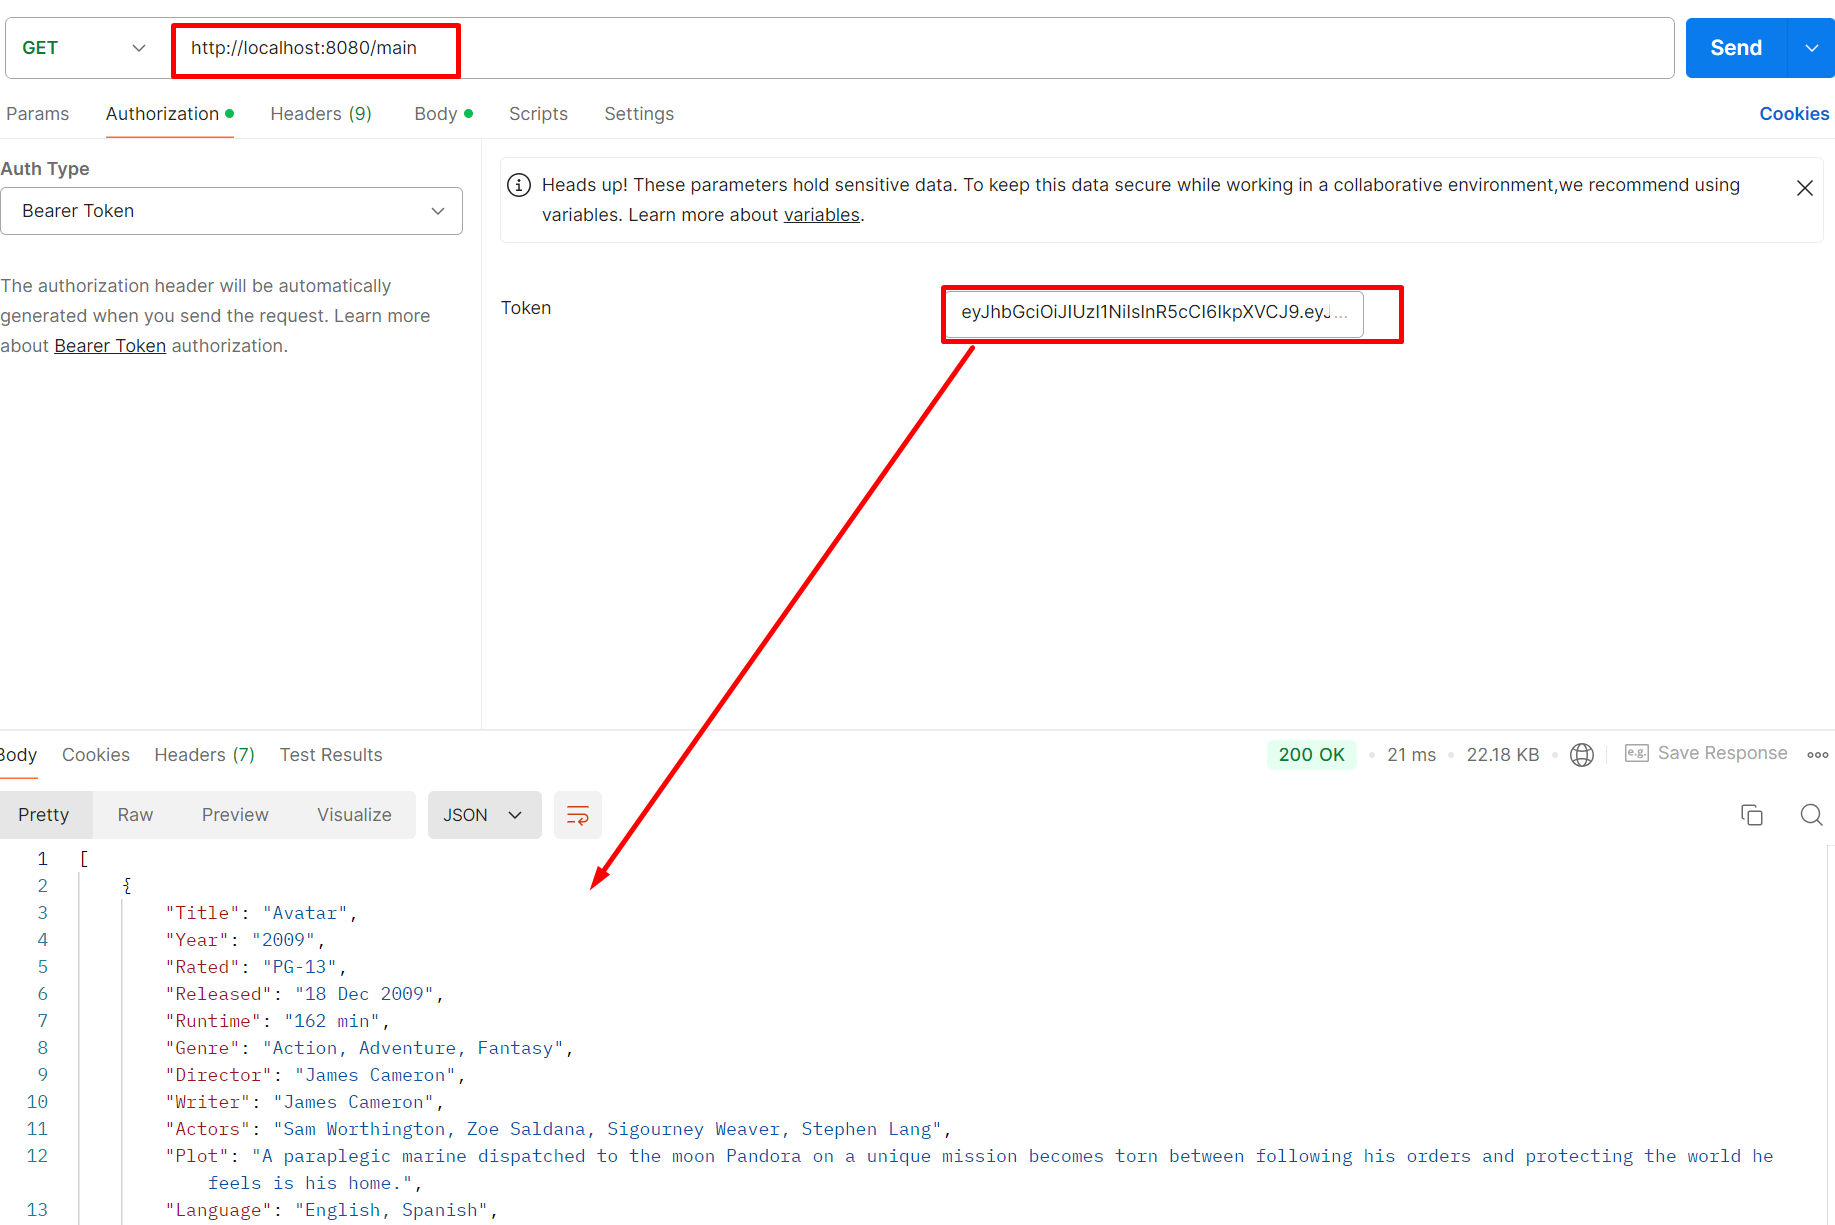 GET
http://localhost:8080/main
Send
Params
Authorization
Headers (9)
Body
Scripts
Settings
Cookies
Auth Type
Bearer Token
The authorization header will be automatically
generated when you send the request. Learn more
about Bearer Token authorization.
Heads up! These parameters hold sensitive data. To keep this data secure while working in a collaborative environment,we recommend using
variables. Learn more about variables.
Token
eyJhbGciOiJIUzI1NiIsInR5cCI6IkpXVCJ9.eyJ...
Body
Cookies
Headers (7)
Test Results
200 OK
21 ms
22.18 KB
e.g.
Save Response
Pretty
Raw
Preview
Visualize
JSON
1 [
2 {
3 "Title": "Avatar",
4 "Year": "2009",
5 "Rated": "PG-13",
6 "Released": "18 Dec 2009",
7 "Runtime": "162 min",
8 "Genre": "Action, Adventure, Fantasy",
9 "Director": "James Cameron",
10 "Writer": "James Cameron",
11 "Actors": "Sam Worthington, Zoe Saldana, Sigourney Weaver, Stephen Lang",
12 "Plot": "A paraplegic marine dispatched to the moon Pandora on a unique mission becomes torn between following his orders and protecting the world he
feels is his home.",
13 "Language": "English, Spanish",